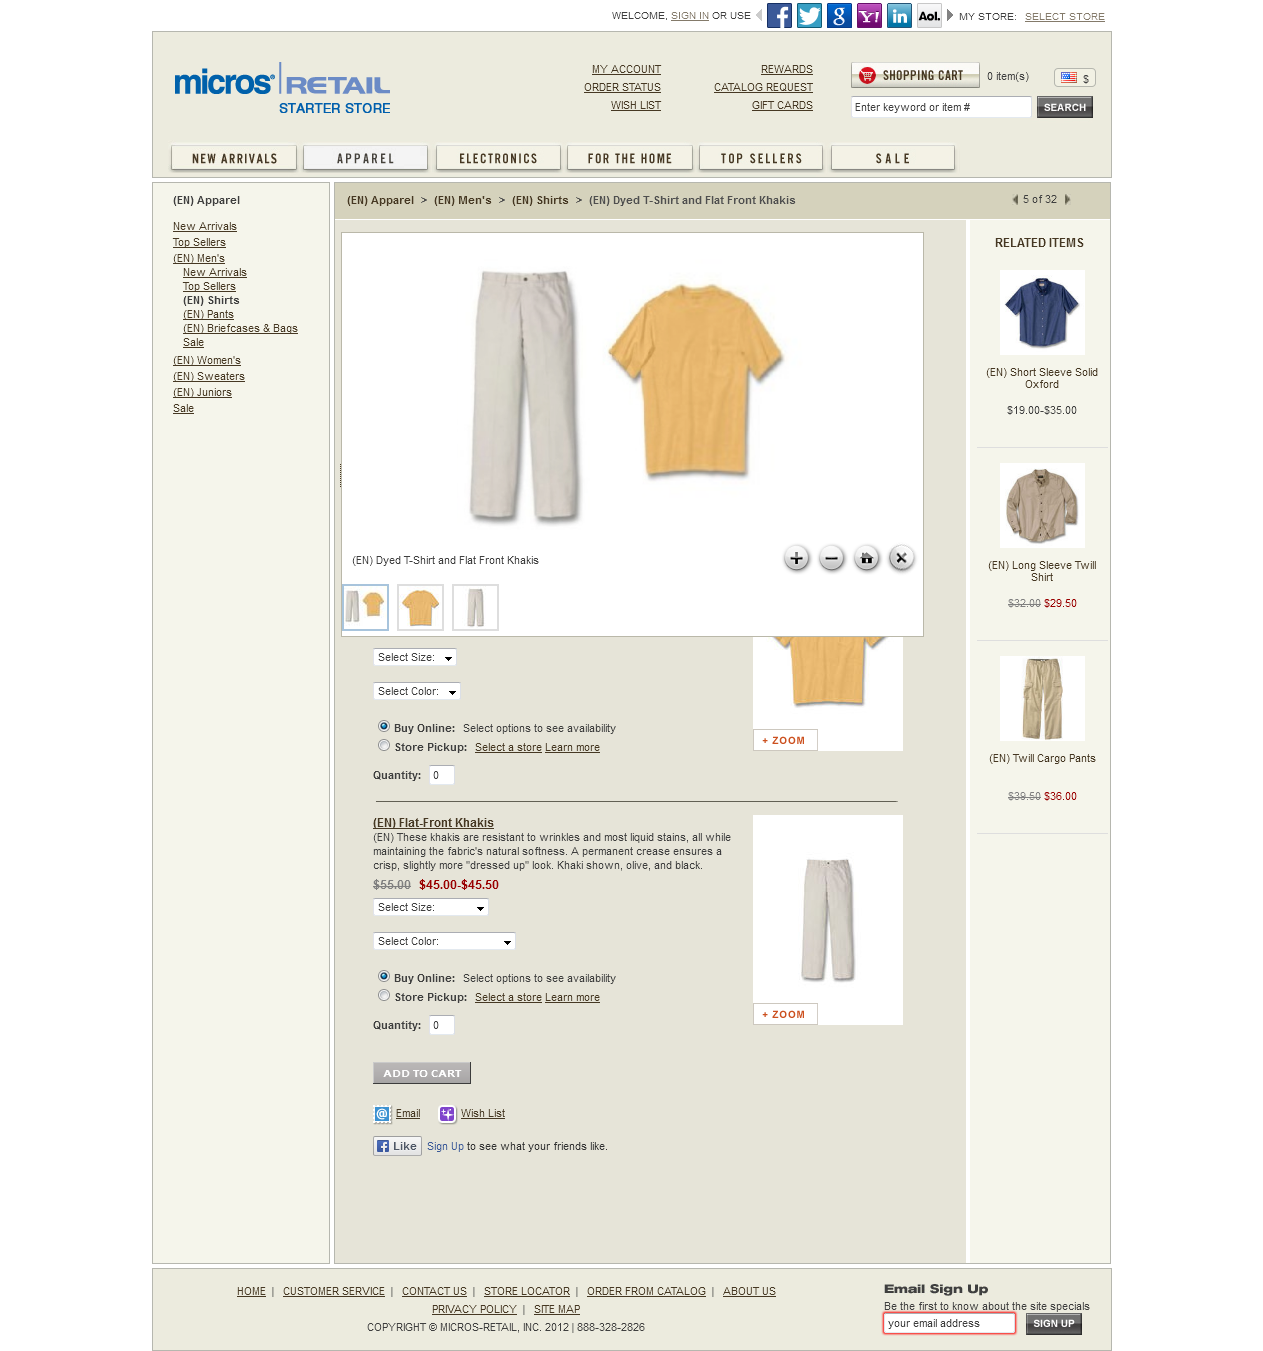 WELCOME, SIGN IN OR USE
Aol.
MY STORE: SELECT STORE
micros RETAIL
STARTER STORE
MY ACCOUNT
ORDER STATUS
WISH LIST
REWARDS
CATALOG REQUEST
GIFT CARDS
SHOPPING CART
0 item(s)
$
Enter keyword or item #
SEARCH
NEW ARRIVALS
APPAREL
ELECTRONICS
FOR THE HOME
TOP SELLERS
SALE
(EN) Apparel
New Arrivals
Top Sellers
(EN) Men's
New Arrivals
Top Sellers
(EN) Shirts
(EN) Pants
(EN) Briefcases & Bags
Sale
(EN) Women's
(EN) Sweaters
(EN) Juniors
Sale
(EN) Apparel > (EN) Men's > (EN) Shirts > (EN) Dyed T-Shirt and Flat Front Khakis
5 of 32
(EN) Dyed T-Shirt and Flat Front Khakis
Select Size:
Select Color:
Buy Online: Select options to see availability
Store Pickup: Select a store Learn more
Quantity: 0
+ ZOOM
(EN) Flat-Front Khakis
(EN) These khakis are resistant to wrinkles and most liquid stains, all while
maintaining the fabric's natural softness. A permanent crease ensures a
crisp, slightly more "dressed up" look. Khaki shown, olive, and black.
$55.00 $45.00-$45.50
Select Size:
Select Color:
Buy Online: Select options to see availability
Store Pickup: Select a store Learn more
Quantity: 0
+ ZOOM
ADD TO CART
Email
Wish List
Like
Sign Up to see what your friends like.
RELATED ITEMS
(EN) Short Sleeve Solid
Oxford
$19.00-$35.00
(EN) Long Sleeve Twill
Shirt
$32.00 $29.50
(EN) Twill Cargo Pants
$39.50 $36.00
HOME | CUSTOMER SERVICE | CONTACT US | STORE LOCATOR | ORDER FROM CATALOG | ABOUT US
PRIVACY POLICY | SITE MAP
COPYRIGHT © MICROS-RETAIL, INC. 2012 | 888-328-2826
Email Sign Up
Be the first to know about the site specials
your email address
SIGN UP